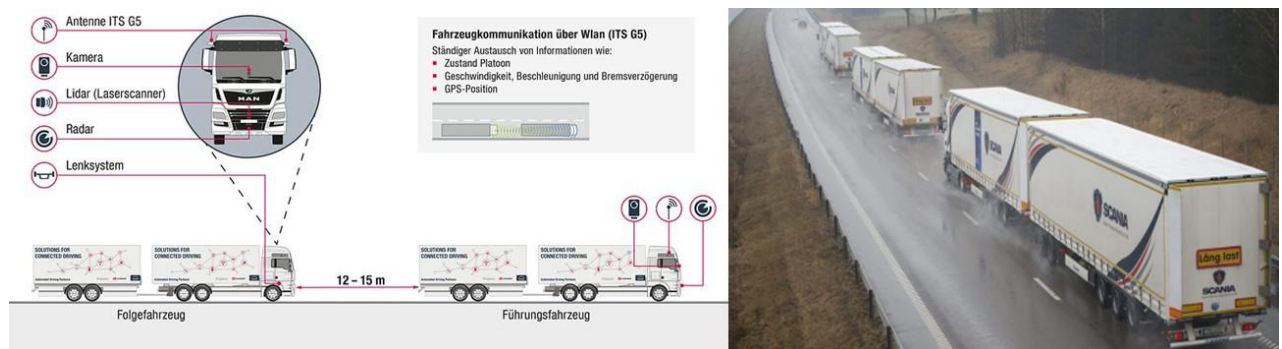 Antenne ITS G5
Kamera
Lidar (Laserscanner)
Radar
Lenksystem
MAN
Fahrzeugkommunikation über Wlan (ITS G5)
Ständiger Austausch von Informationen wie:
Zustand Platoon
Geschwindigkeit, Beschleunigung und Bremsverzögerung
GPS-Position
SOLUTIONS FOR
CONNECTED DRIVING
SOLUTIONS FOR
CONNECTED DRIVING
12 – 15 m
SOLUTIONS FOR
CONNECTED DRIVING
SOLUTIONS FOR
CONNECTED DRIVING
Folgefahrzeug
Führungsfahrzeug
SCANIA
SCANIA
Lång last
SCANIA